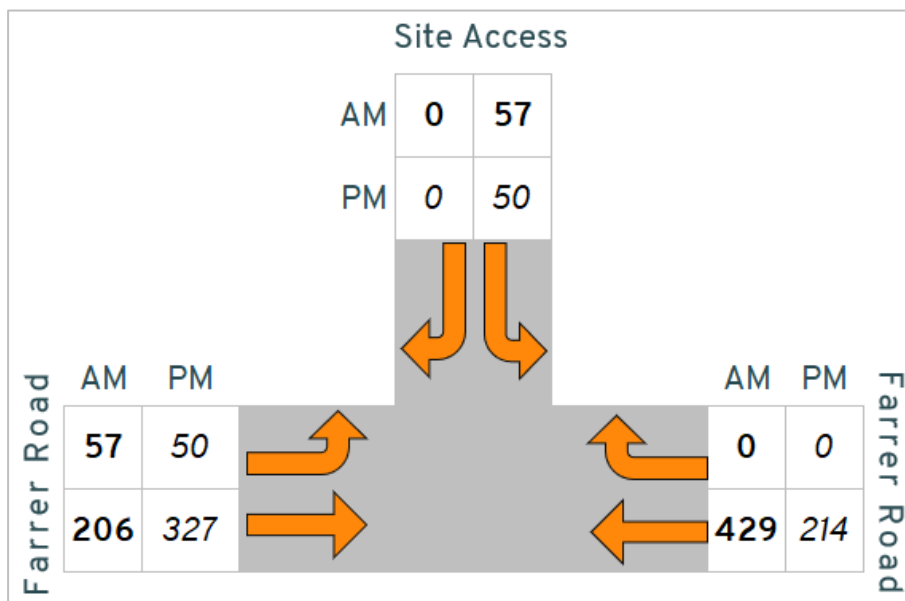 Site Access
AM 0 57
PM 0 50
AM PM
Farrer Road
57 50
206 327
AM PM
0 0
429 214
Farrer Road